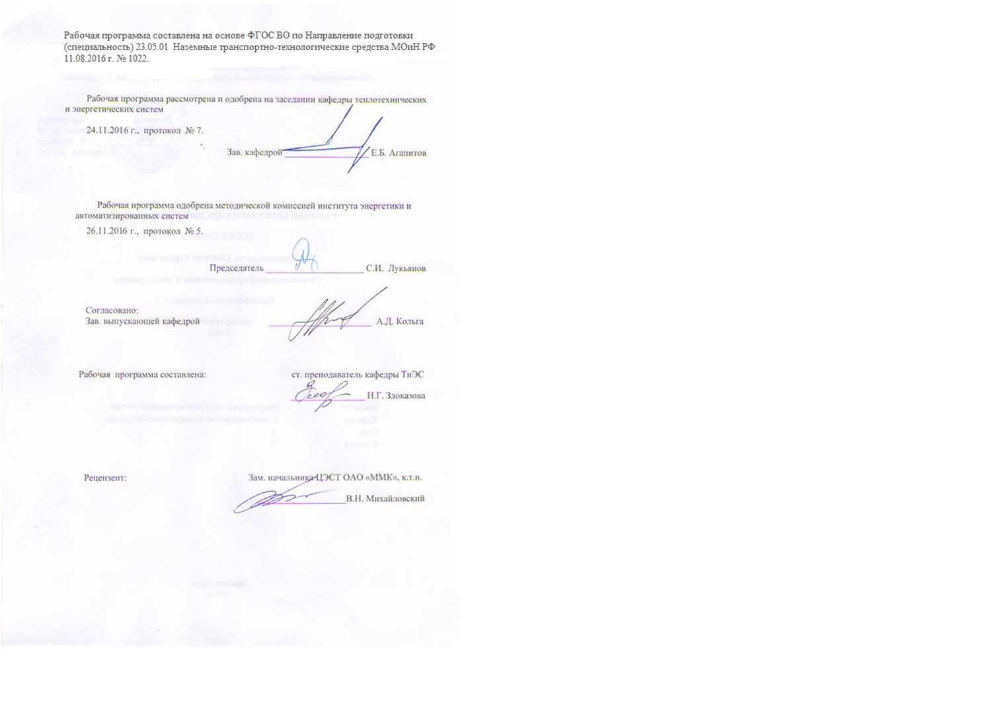 Рабочая программа составлена на основе ФГОС ВО по Направление подготовки
(специальность) 23.05.01 Наземные транспортно-технологические средства МОиН РФ
11.08.2016 г. № 1022.
Рабочая программа рассмотрена и одобрена на заседании кафедры теплотехнических
и энергетических систем
24.11.2016 г., протокол № 7.
Зав. кафедрой Е.Б. Агапитов
Рабочая программа одобрена методической комиссией института энергетики и
автоматизированных систем
26.11.2016 г., протокол № 5.
Председатель С.И. Лукьянов
Согласовано:
Зав. выпускающей кафедрой А.Д. Кольга
Рабочая программа составлена: ст. преподаватель кафедры ТиЭС
Н.Г. Злоказова
Рецензент: Зам. начальника ЦЭСТ ОАО «ММК», к.т.н.
В.Н. Михайловский